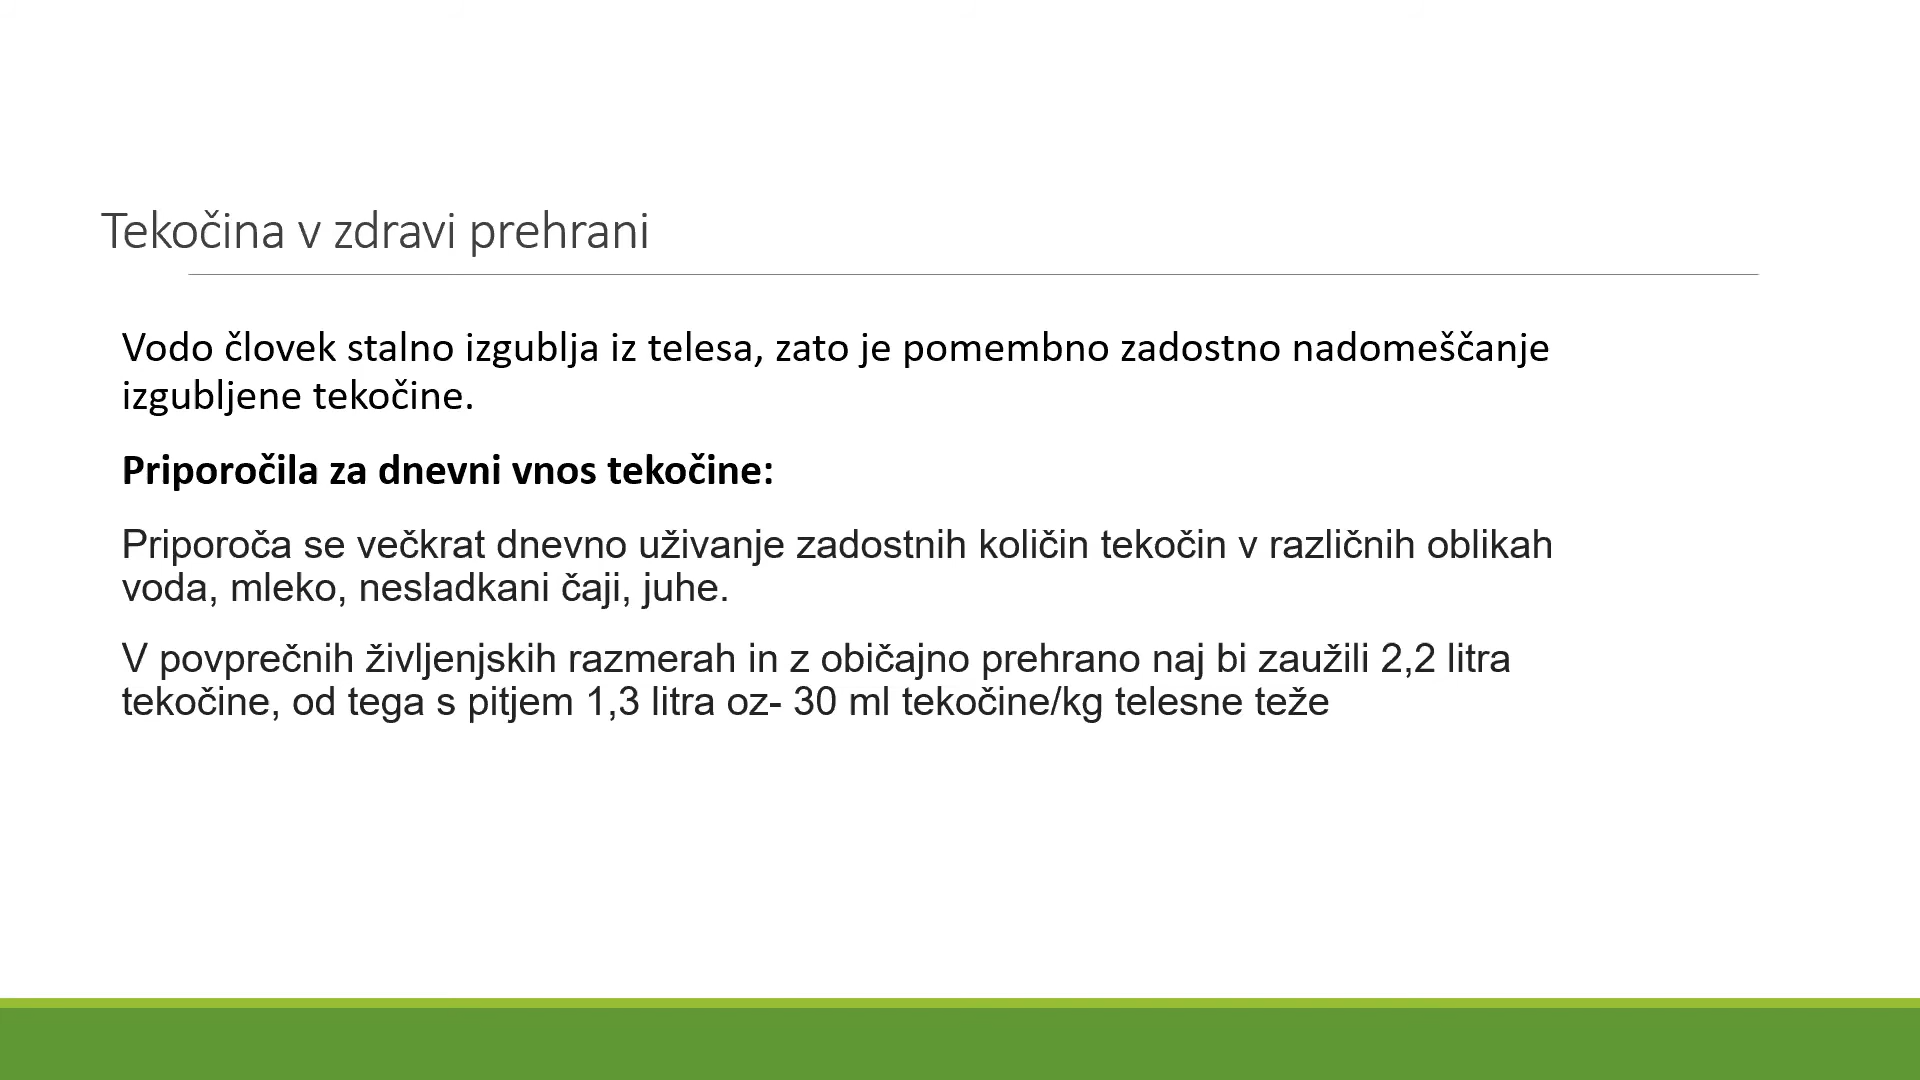 Tekočina v zdravi prehrani
Vodo človek stalno izgublja iz telesa, zato je pomembno zadostno nadomeščanje
izgubljene tekočine.
Priporočila za dnevni vnos tekočine:
Priporoča se večkrat dnevno uživanje zadostnih količin tekočin v različnih oblikah
voda, mleko, nesladkani čaji, juhe.
V povprečnih življenjskih razmerah in z običajno prehrano naj bi zaužili 2,2 litra
tekočine, od tega s pitjem 1,3 litra oz- 30 ml tekočine/kg telesne teže